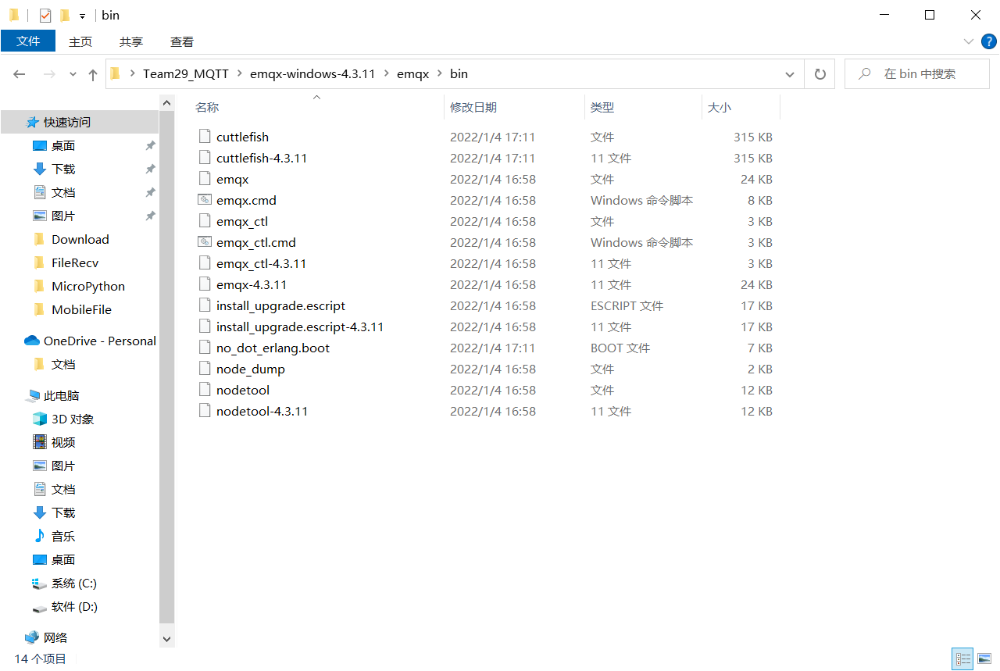 bin
文件 主页 共享 查看
Team29_MQTT emqx-windows-4.3.11 emqx bin 在 bin 中搜索
快速访问
桌面
下载
文档
图片
Download
FileRecv
MicroPython
MobileFile
OneDrive - Personal
文档
此电脑
3D 对象
视频
图片
文档
下载
音乐
桌面
系统 (C:)
软件 (D:)
网络
名称 修改日期 类型 大小
cuttlefish 2022/1/4 17:11 文件 315 KB
cuttlefish-4.3.11 2022/1/4 17:11 11 文件 315 KB
emqx 2022/1/4 16:58 文件 24 KB
emqx.cmd 2022/1/4 16:58 Windows 命令脚本 8 KB
emqx_ctl 2022/1/4 16:58 文件 3 KB
emqx_ctl.cmd 2022/1/4 16:58 Windows 命令脚本 3 KB
emqx_ctl-4.3.11 2022/1/4 16:58 11 文件 3 KB
emqx-4.3.11 2022/1/4 16:58 11 文件 24 KB
install_upgrade.escript 2022/1/4 16:58 ESCRIPT 文件 17 KB
install_upgrade.escript-4.3.11 2022/1/4 16:58 11 文件 17 KB
no_dot_erlang.boot 2022/1/4 17:11 BOOT 文件 7 KB
node_dump 2022/1/4 16:58 文件 2 KB
nodetool 2022/1/4 16:58 文件 12 KB
nodetool-4.3.11 2022/1/4 16:58 11 文件 12 KB
14 个项目